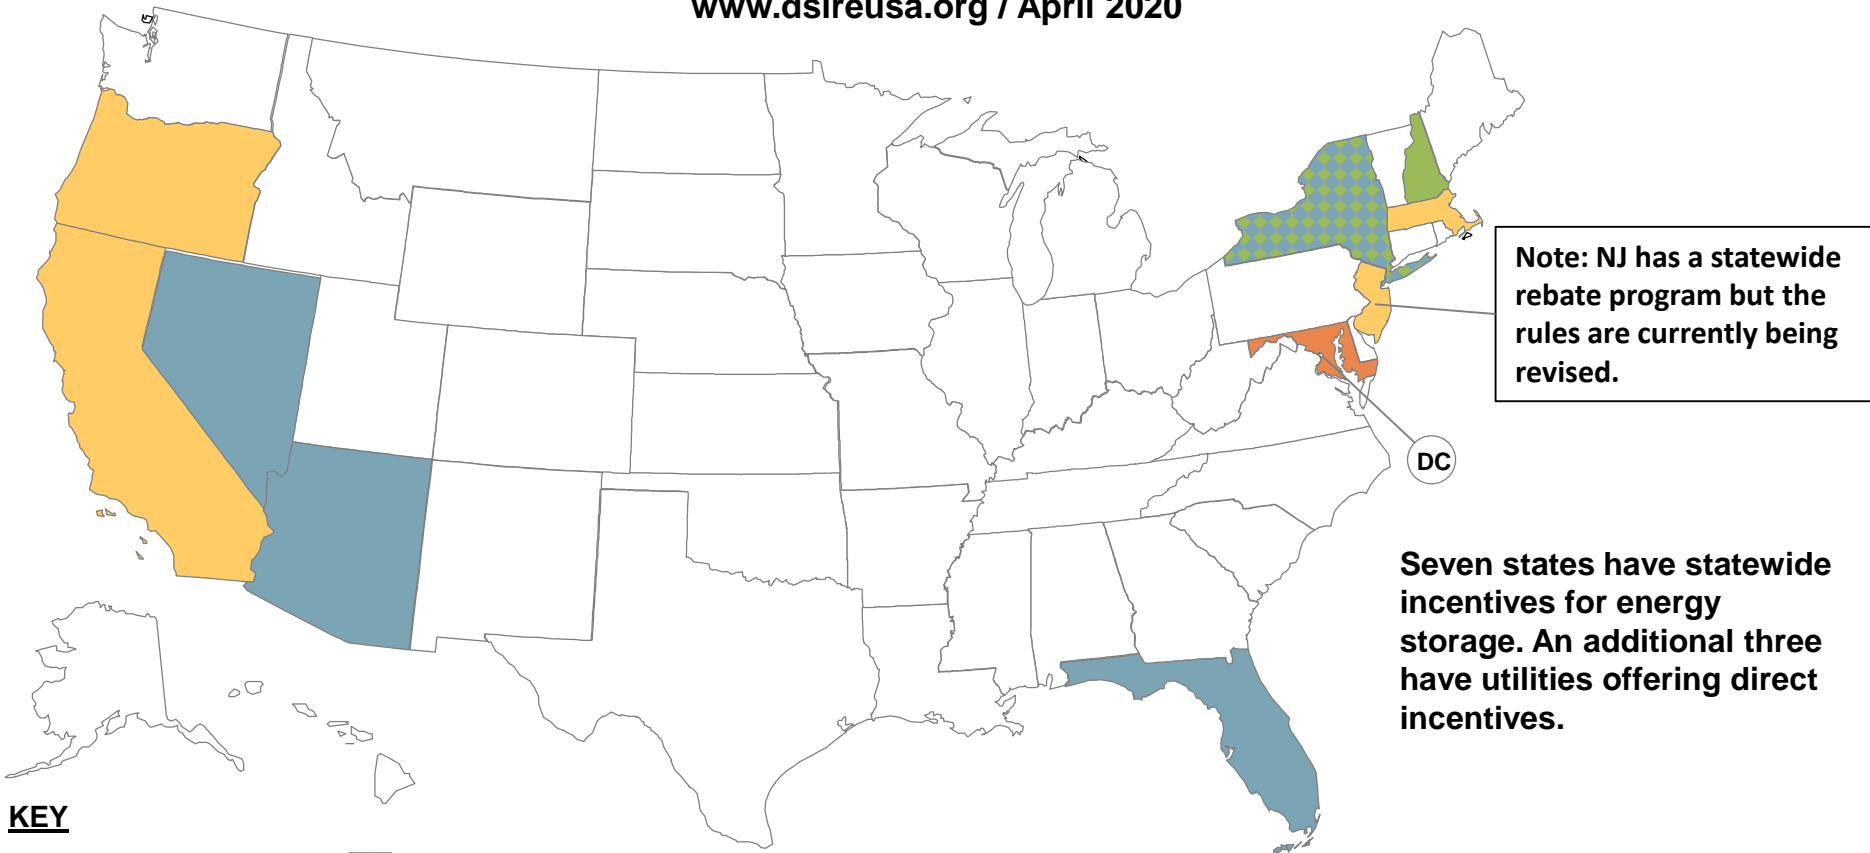 www.dsireusa.org / April 2020
Note: NJ has a statewide
rebate program but the
rules are currently being
revised.
DC
Seven states have statewide
incentives for energy
storage. An additional three
have utilities offering direct
incentives.
KEY